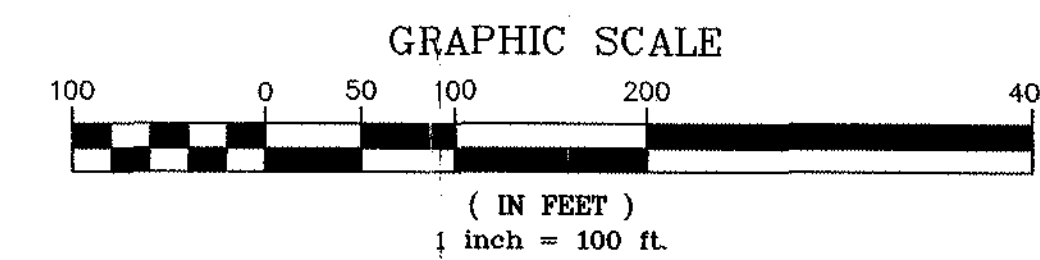 GRAPHIC SCALE
100 0 50 100 200 40
( IN FEET )
1 inch = 100 ft.